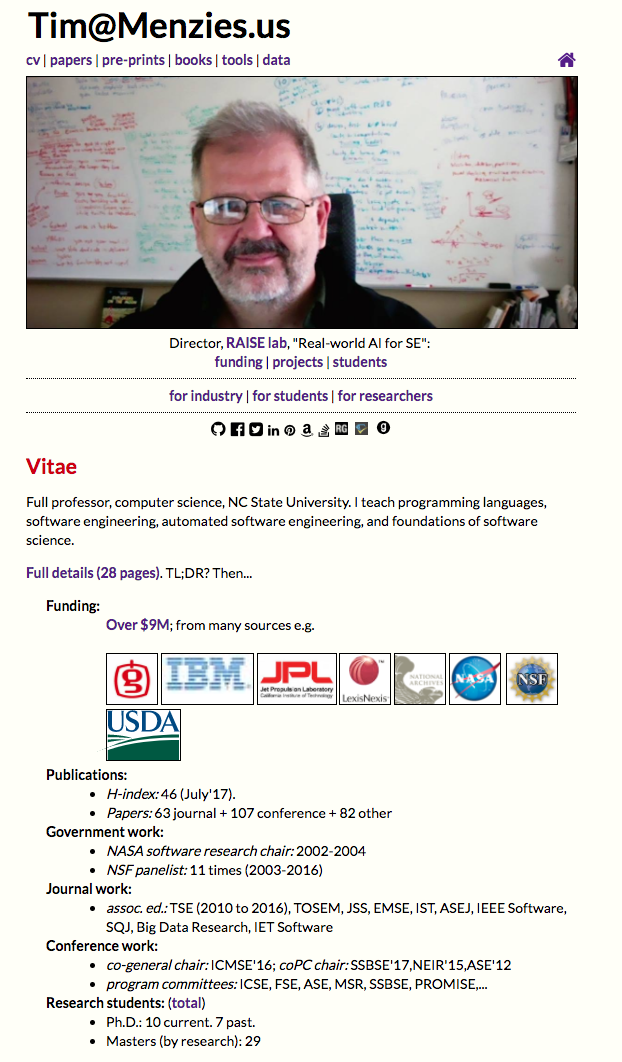 Tim@Menzies.us
cv | papers | pre-prints | books | tools | data
Director, RAISE lab, "Real-world AI for SE":
funding | projects | students
for industry | for students | for researchers
in
a
RG
Vitae
Full professor, computer science, NC State University. I teach programming languages,
software engineering, automated software engineering, and foundations of software
science.
Full details (28 pages). TL;DR? Then...
Funding:
Over $9M; from many sources e.g.
g IBM JPL LexisNexis NATIONAL NASA NSF
Jet Propulsion Laboratory ARCHIVES
California Institute of Technology
USDA
Publications:
• H-index: 46 (July'17).
• Papers: 63 journal + 107 conference + 82 other
Government work:
• NASA software research chair: 2002-2004
• NSF panelist: 11 times (2003-2016)
Journal work:
• assoc. ed.: TSE (2010 to 2016), TOSEM, JSS, EMSE, IST, ASEJ, IEEE Software,
SQJ, Big Data Research, IET Software
Conference work:
• co-general chair: ICMSE'16; coPC chair: SSBSE'17,NEIR'15,ASE'12
• program committees: ICSE, FSE, ASE, MSR, SSBSE, PROMISE,...
Research students: (total)
• Ph.D.: 10 current. 7 past.
• Masters (by research): 29